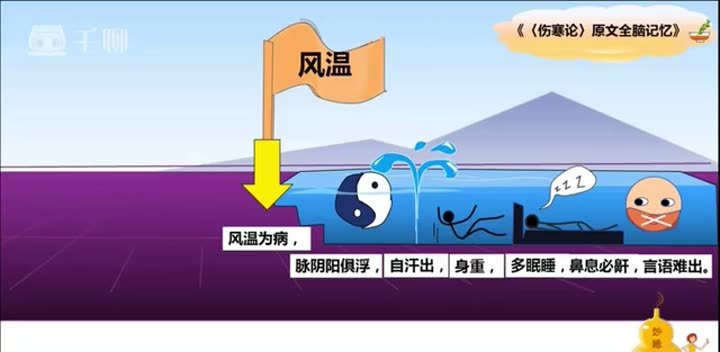 千聊
《〈伤寒论〉原文全脑记忆》
风温
zzZ
风温为病，
脉阴阳俱浮，自汗出，身重，多眠睡，鼻息必鼾，言语难出。